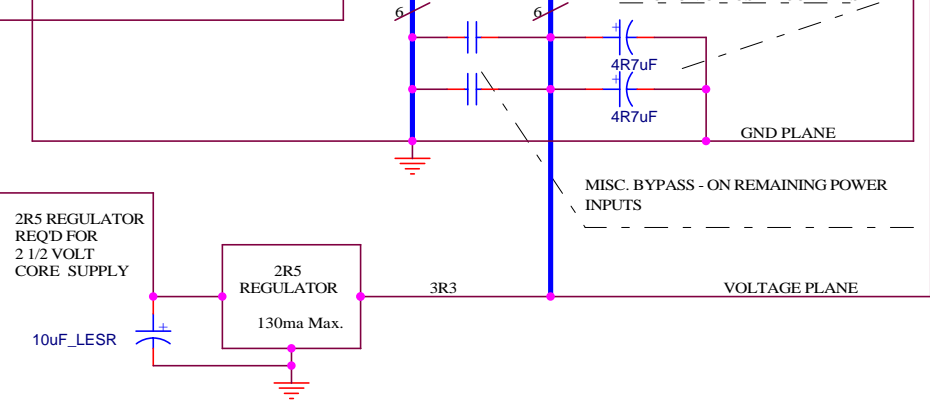 6
6
+
4R7uF
+
4R7uF
GND PLANE
MISC. BYPASS - ON REMAINING POWER
INPUTS
2R5 REGULATOR
REQ'D FOR
2 1/2 VOLT
CORE SUPPLY
2R5
REGULATOR
130ma Max.
3R3
VOLTAGE PLANE
+
10uF_LESR